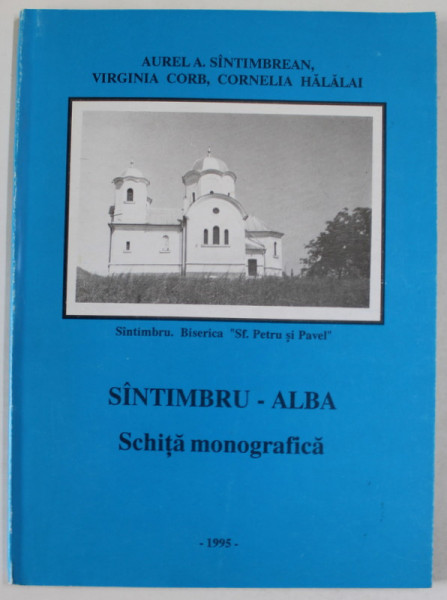 AUREL A. SÎNTIMBREAN,
VIRGINIA CORB, CORNELIA HĂLĂLAI
Sîntimbru. Biserica "Sf. Petru şi Pavel"
SÎNTIMBRU - ALBA
Schiţă monografică
- 1995 -